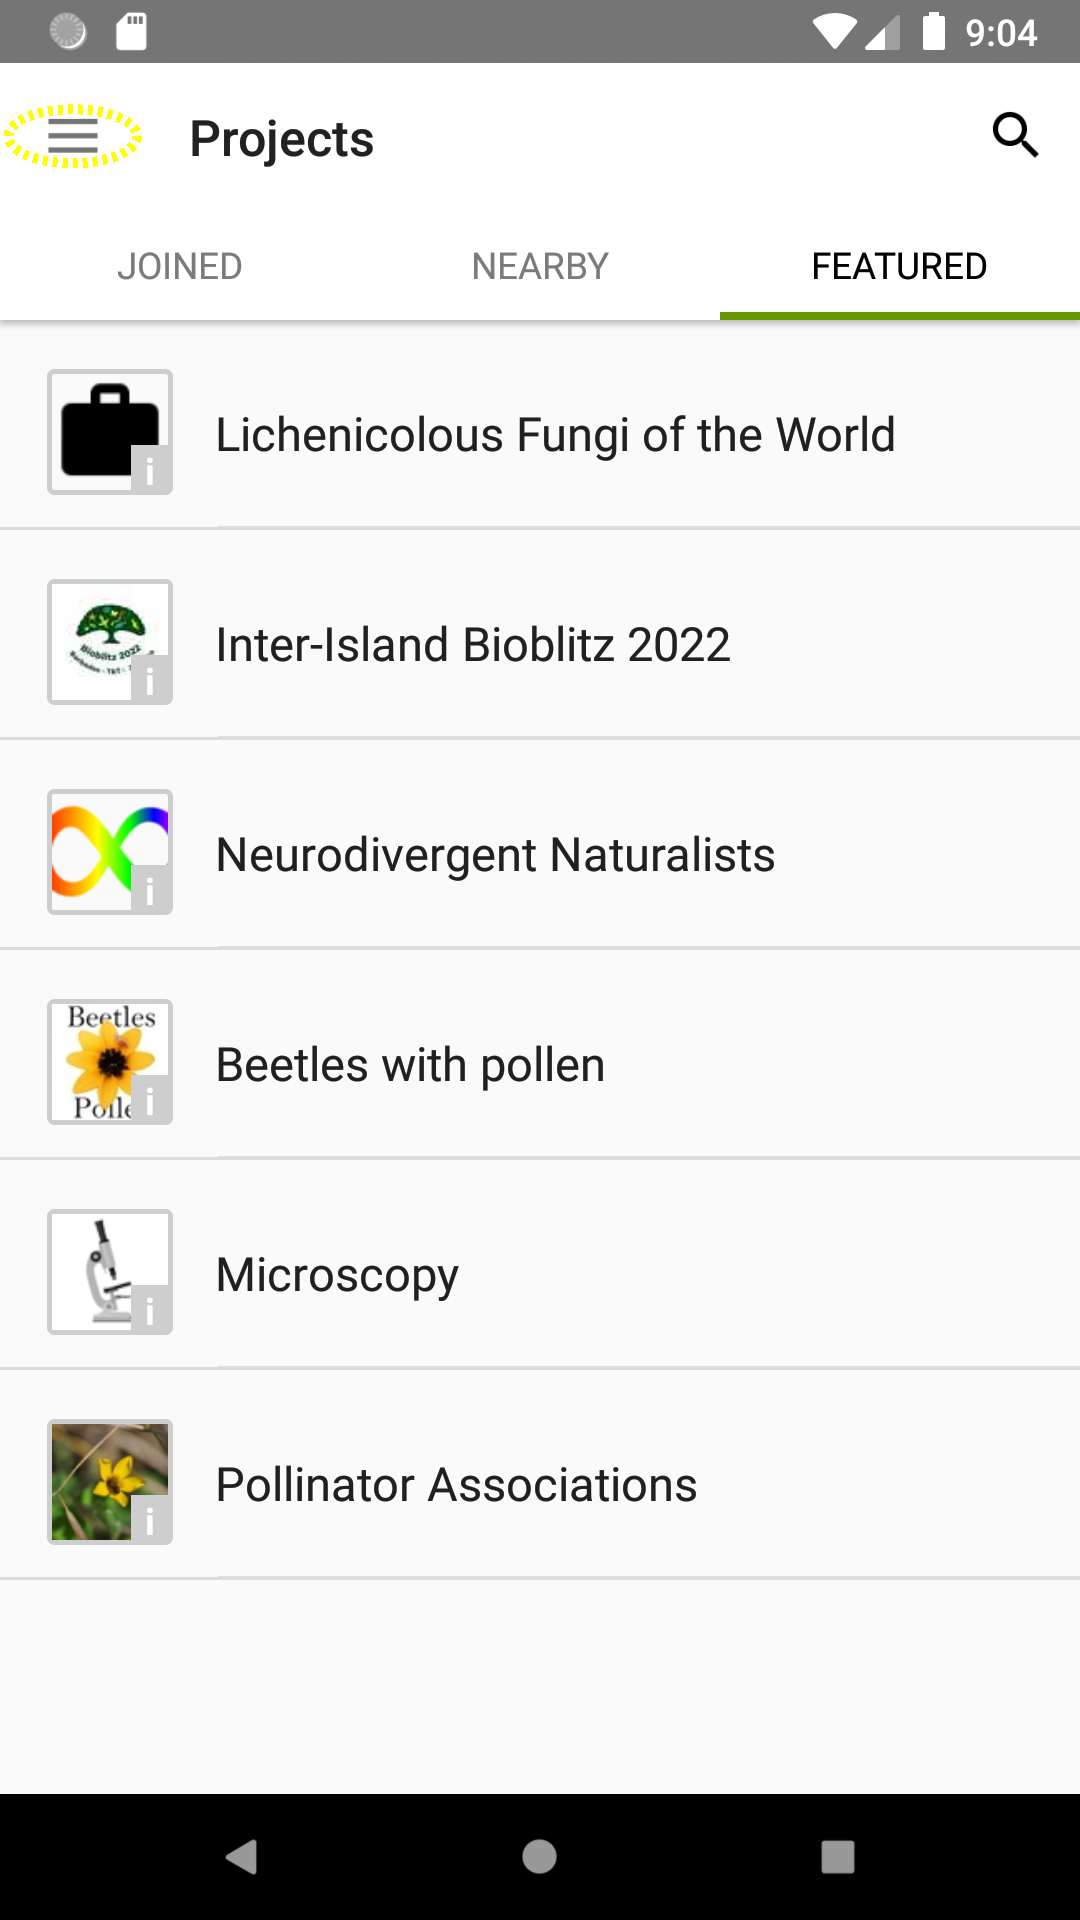 9:04
Projects
JOINED
NEARBY
FEATURED
Lichenicolous Fungi of the World
Bioblitz 2022
Inter-Island Bioblitz 2022
Neurodivergent Naturalists
Beetles
Beetles with pollen
Microscopy
Pollinator Associations